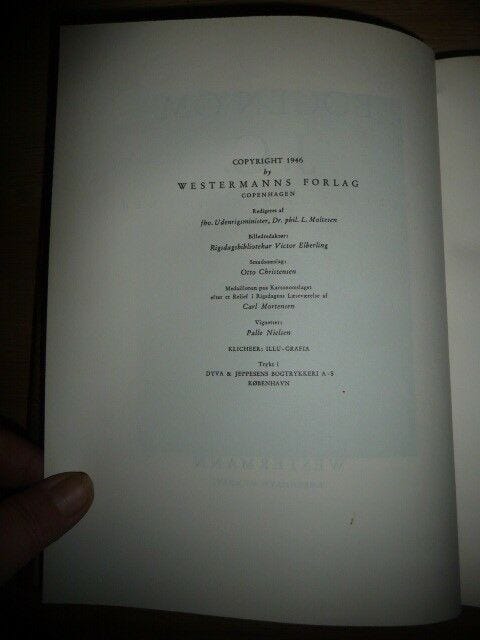 COPYRIGHT 1946
by
WESTERMANNS FORLAG
COPENHAGEN
Redigeret af
fhv. Udenrigsminister, Dr. phil. L. Moltesen
Billedredaktør:
Rigsdagsbibliotekar Victor Elberling
Smudsomslag:
Otto Christensen
Medaillonen paa Kartonomslaget
efter et Relief i Rigsdagens Læseværelse af
Carl Mortensen
Vignetter:
Palle Nielsen
KLICHEER: ILLU-GRAFIA
Trykt i
DYVA & JEPPESENS BOGTRYKKERI A-S
KØBENHAVN
WESTERMANN